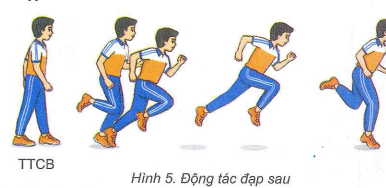 TTCB
Hình 5. Động tác đạp sau